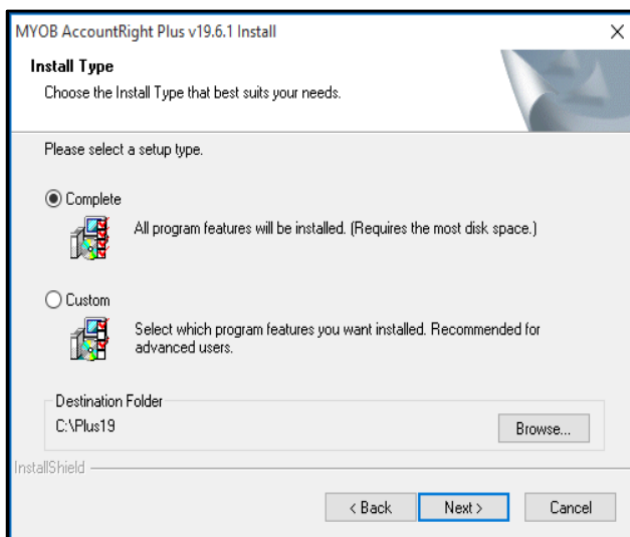 MYOB AccountRight Plus v19.6.1 Install
Install Type
Choose the Install Type that best suits your needs.
Please select a setup type.
Complete
All program features will be installed. (Requires the most disk space.)
Custom
Select which program features you want installed. Recommended for
advanced users.
Destination Folder
C:\Plus19
Browse...
InstallShield
< Back
Next >
Cancel